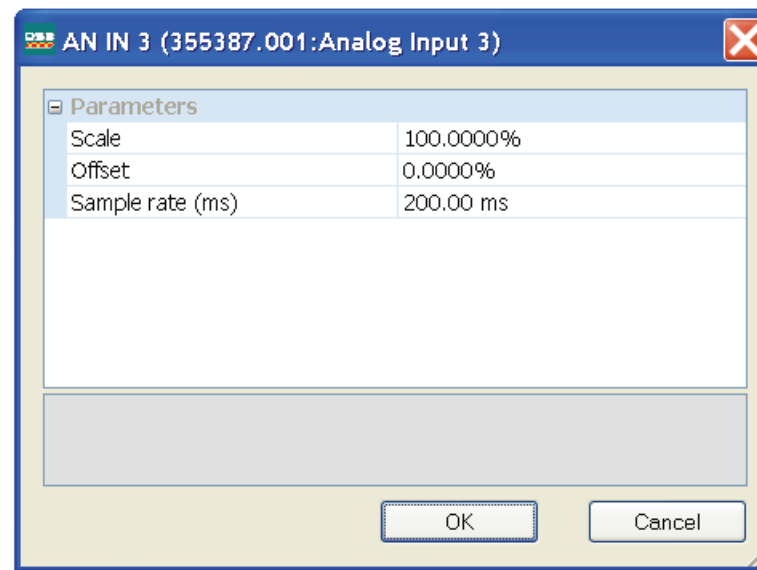 AN IN 3 (355387.001:Analog Input 3)
Parameters
Scale 100.0000%
Offset 0.0000%
Sample rate (ms) 200.00 ms
OK Cancel